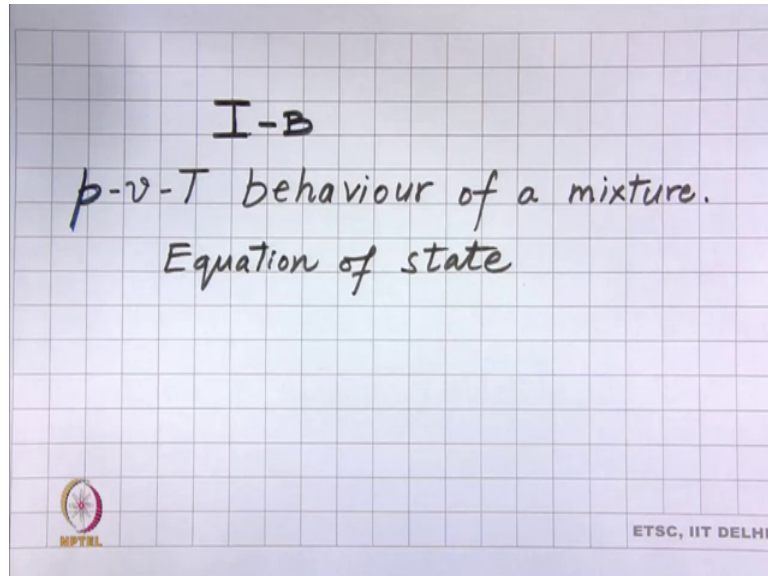 I-B
p-v-T behaviour of a mixture.
Equation of state
NPTEL
ETSC, IIT DELHI